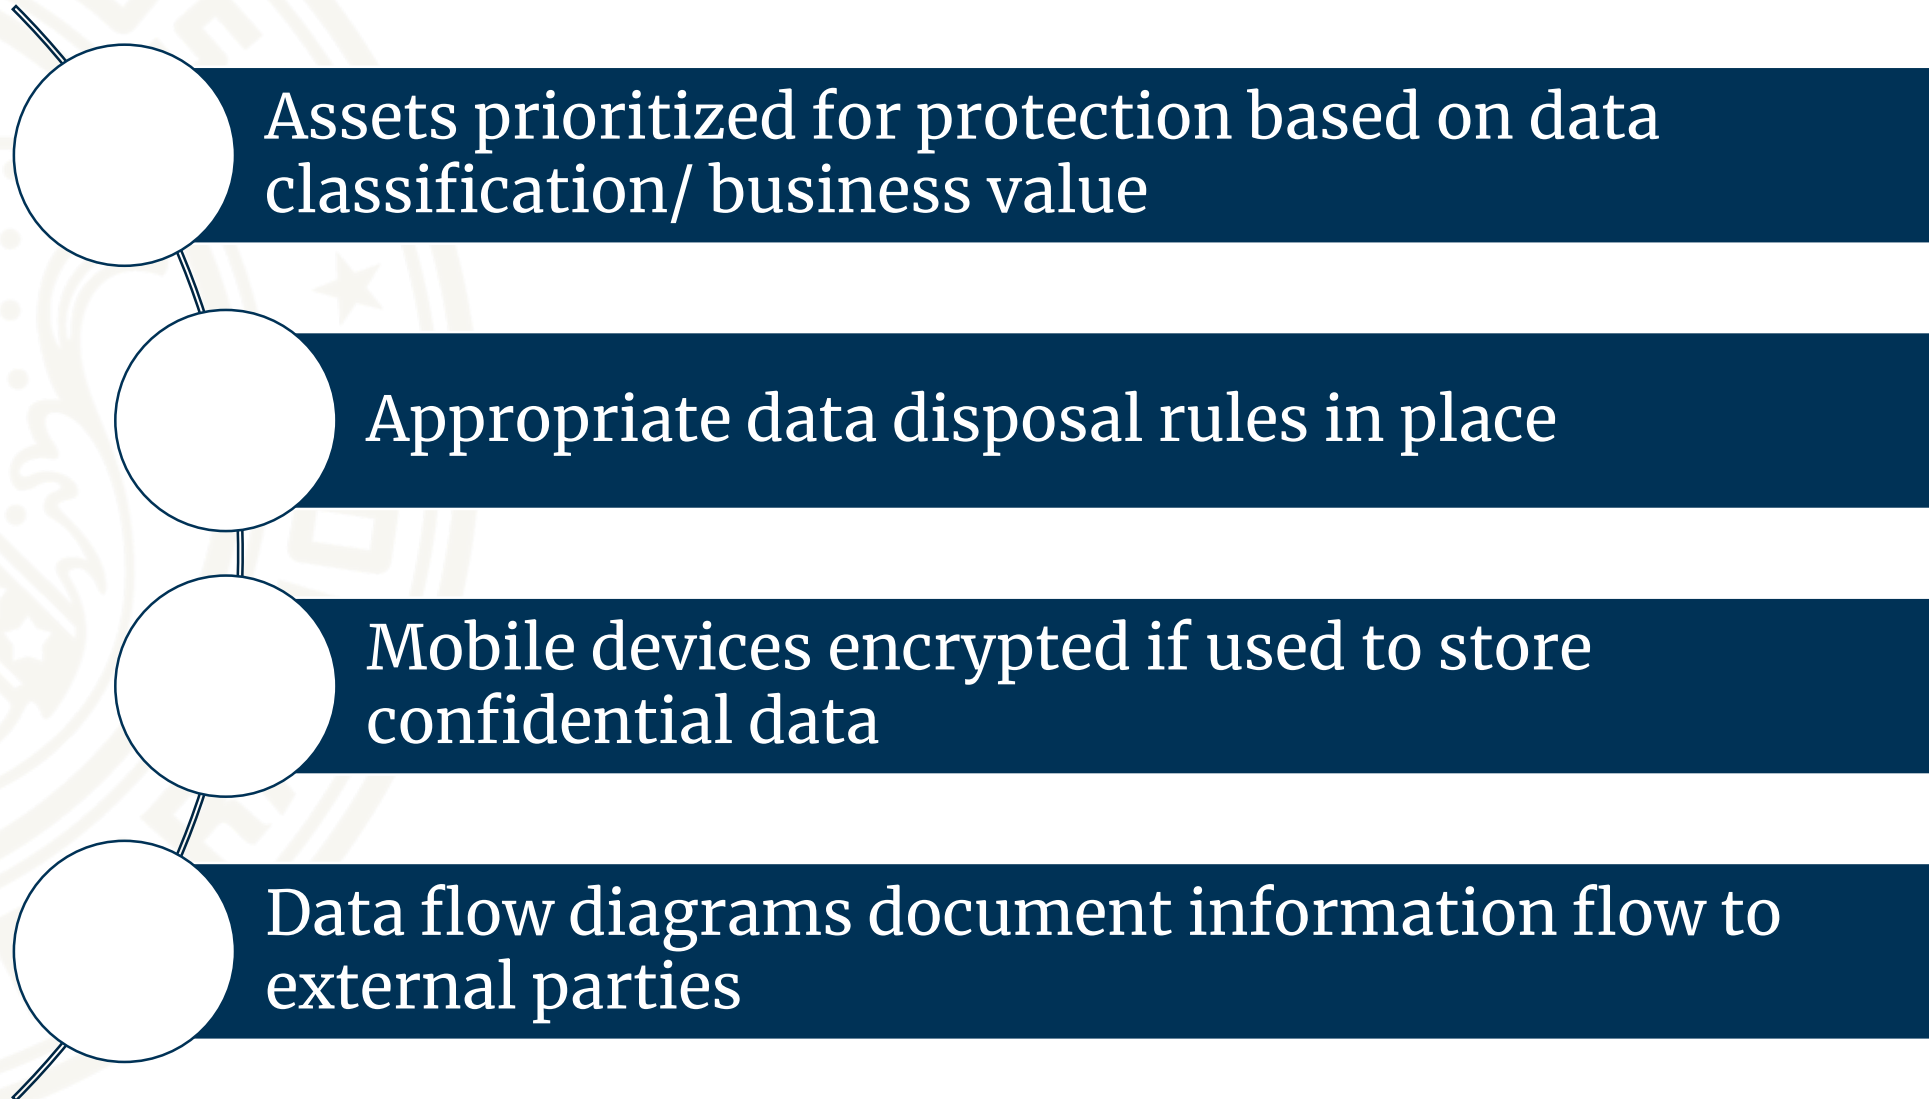 Assets prioritized for protection based on data
classification/ business value
Appropriate data disposal rules in place
Mobile devices encrypted if used to store
confidential data
Data flow diagrams document information flow to
external parties